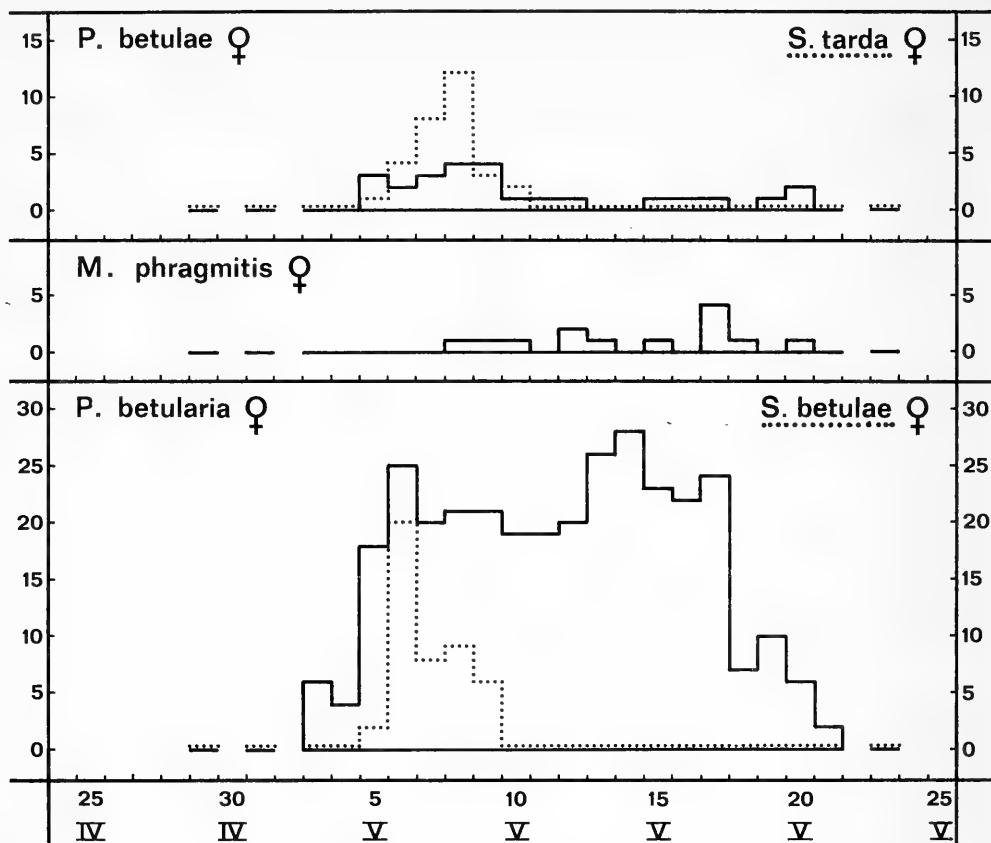 P. betulae ♀ S. tarda ♀
15 15
10 10
5 5
0 0
M. phragmitis ♀
5 5
0 0
P. betularia ♀ S. betulae ♀
30 30
25 25
20 20
15 15
10 10
5 5
0 0
25 30 5 10 15 20 25
IV IV V V V V V